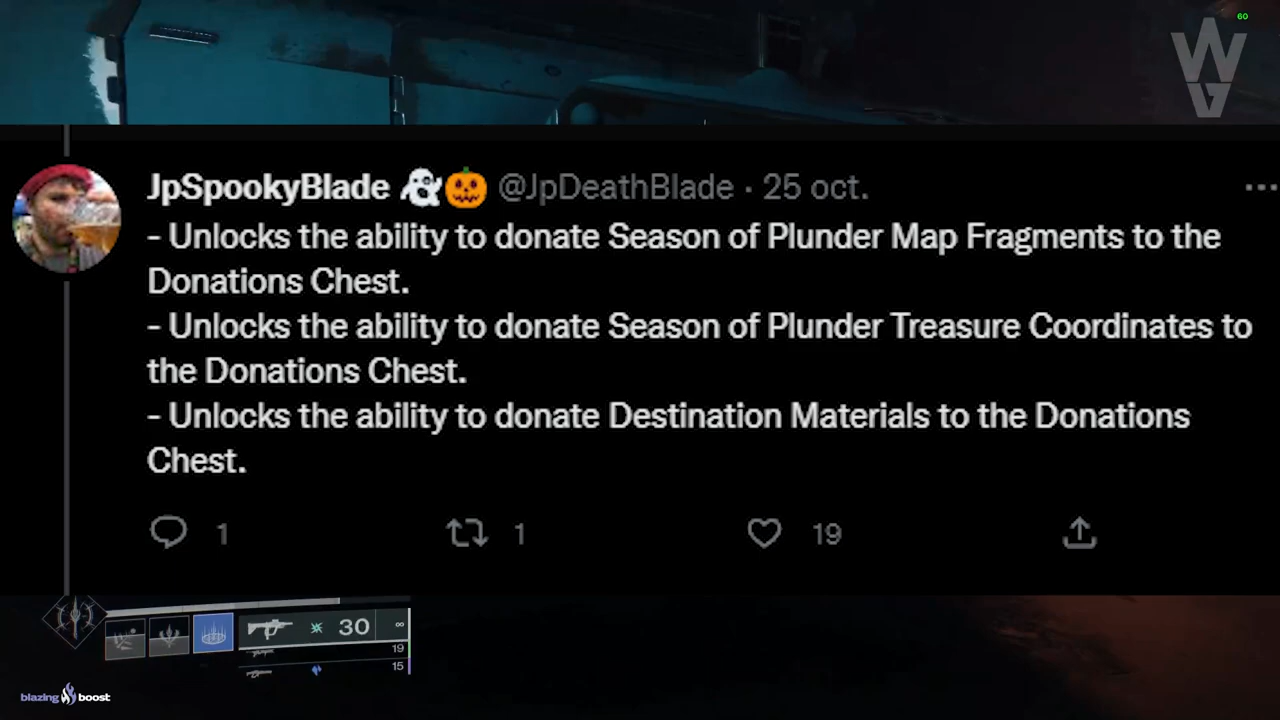 60
WG
JpSpookyBlade 👻🎃 @JpDeathBlade · 25 oct.
- Unlocks the ability to donate Season of Plunder Map Fragments to the
Donations Chest.
- Unlocks the ability to donate Season of Plunder Treasure Coordinates to
the Donations Chest.
- Unlocks the ability to donate Destination Materials to the Donations
Chest.
1 1 19
30 ∞
19
15
blazing boost